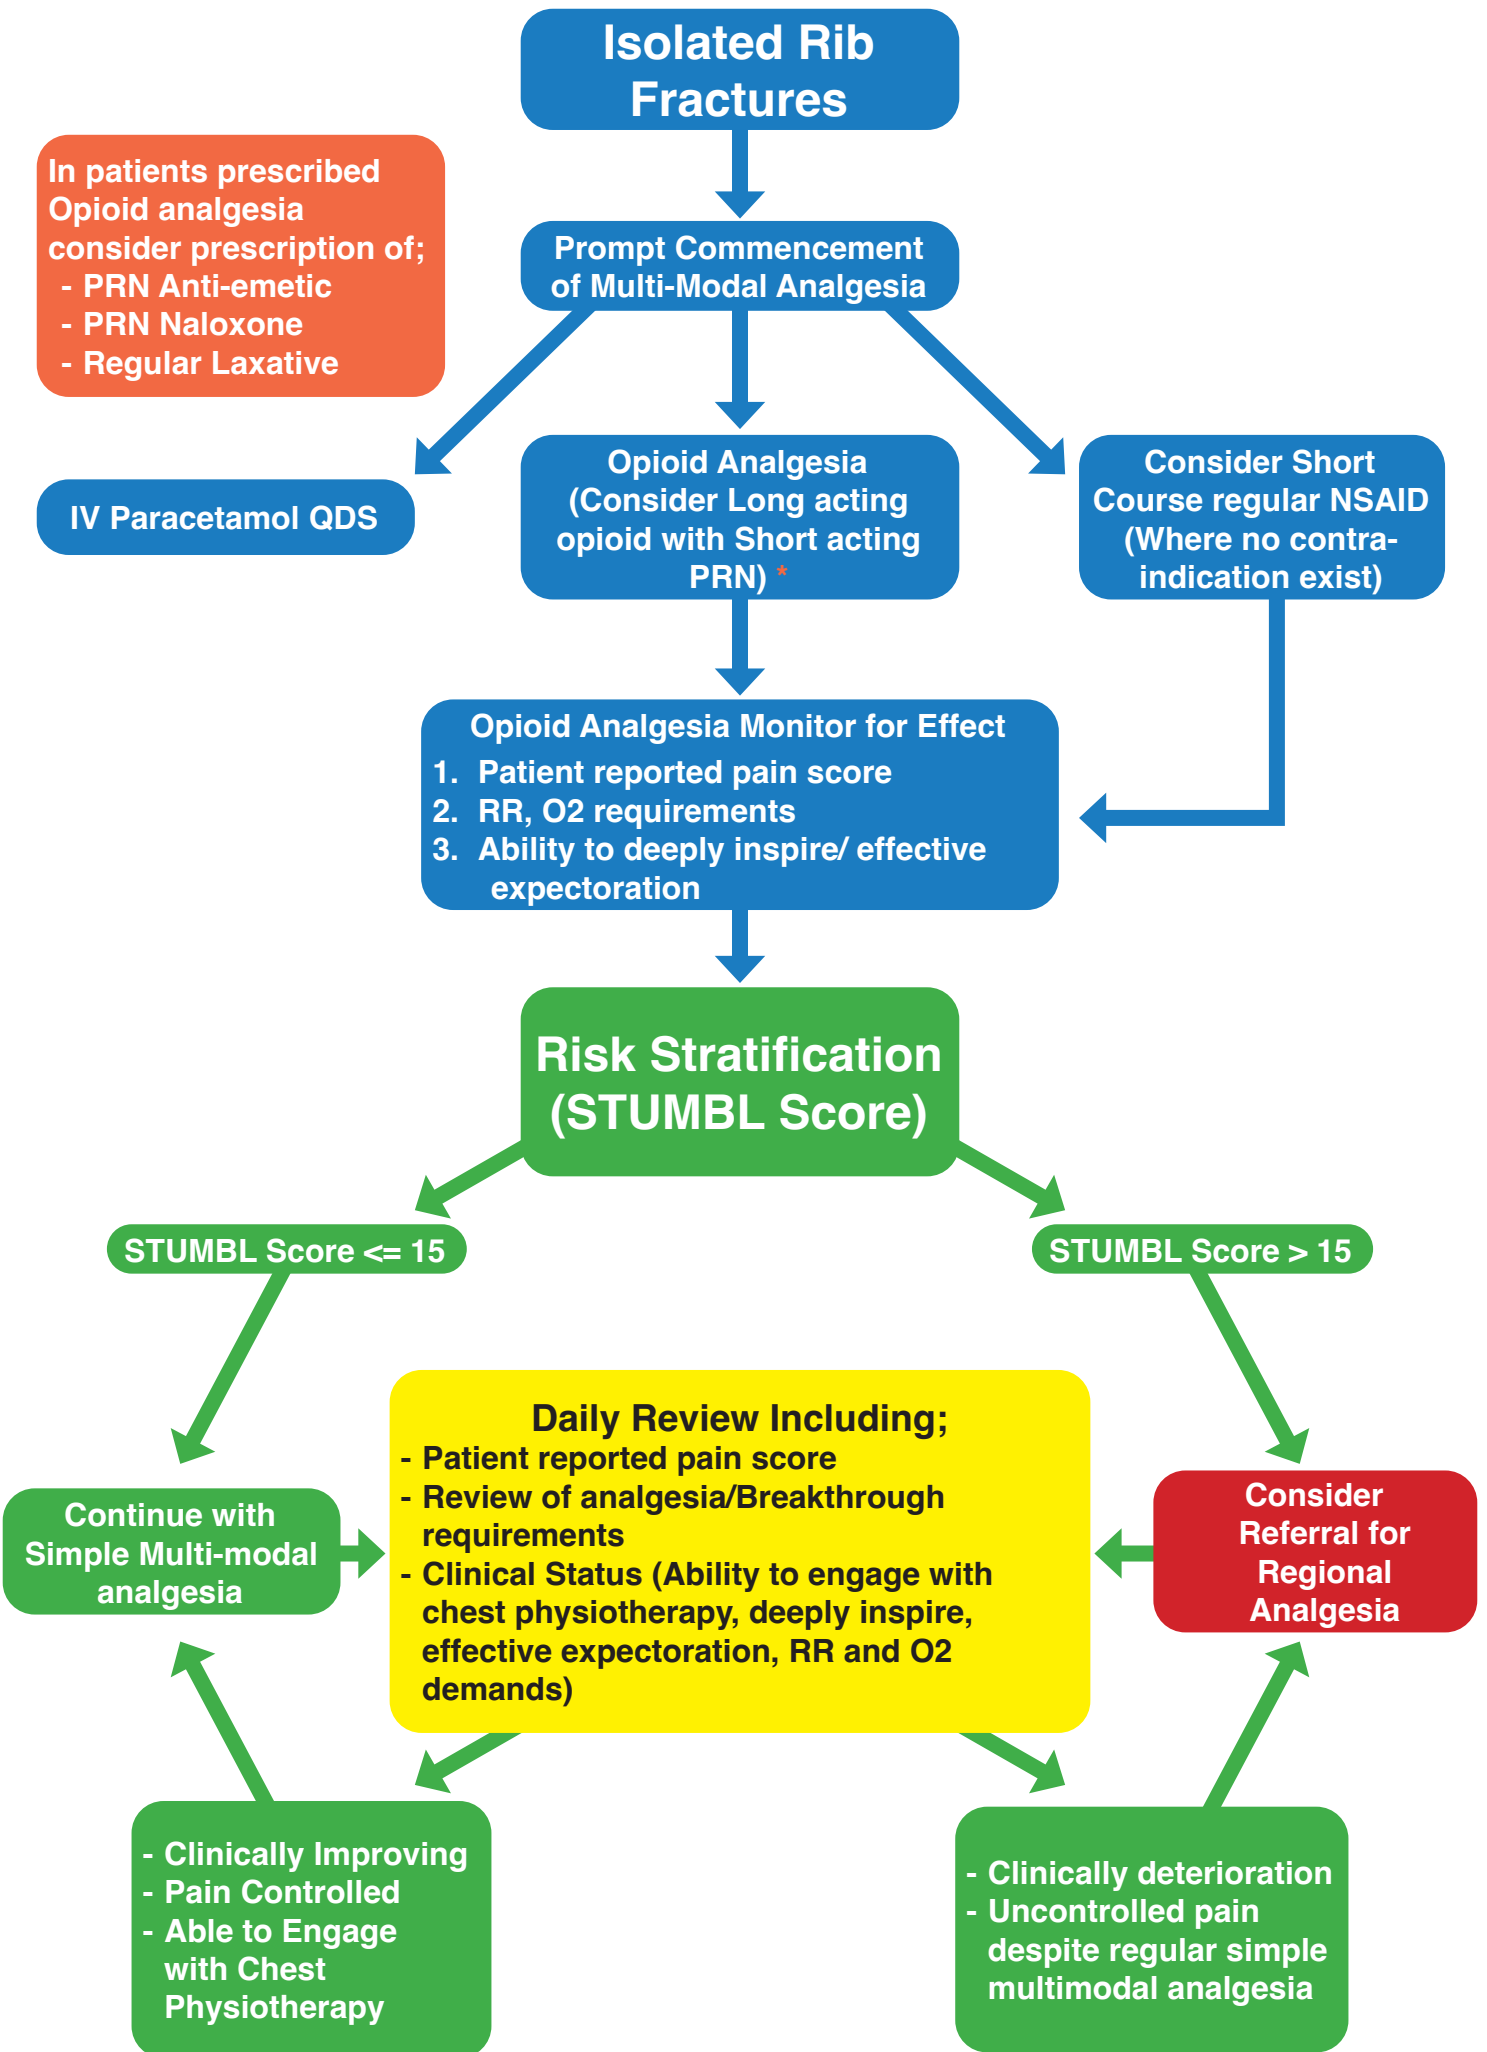 Isolated Rib
Fractures
In patients prescribed
Opioid analgesia
consider prescription of;
- PRN Anti-emetic
- PRN Naloxone
- Regular Laxative
Prompt Commencement
of Multi-Modal Analgesia
IV Paracetamol QDS
Opioid Analgesia
(Consider Long acting
opioid with Short acting
PRN) *
Consider Short
Course regular NSAID
(Where no contra-
indication exist)
Opioid Analgesia Monitor for Effect
1. Patient reported pain score
2. RR, O2 requirements
3. Ability to deeply inspire/ effective
expectoration
Risk Stratification
(STUMBL Score)
STUMBL Score <= 15
STUMBL Score > 15
Daily Review Including;
- Patient reported pain score
- Review of analgesia/Breakthrough
requirements
- Clinical Status (Ability to engage with
chest physiotherapy, deeply inspire,
effective expectoration, RR and O2
demands)
Continue with
Simple Multi-modal
analgesia
Consider
Referral for
Regional
Analgesia
- Clinically Improving
- Pain Controlled
- Able to Engage
with Chest
Physiotherapy
- Clinically deterioration
- Uncontrolled pain
despite regular simple
multimodal analgesia